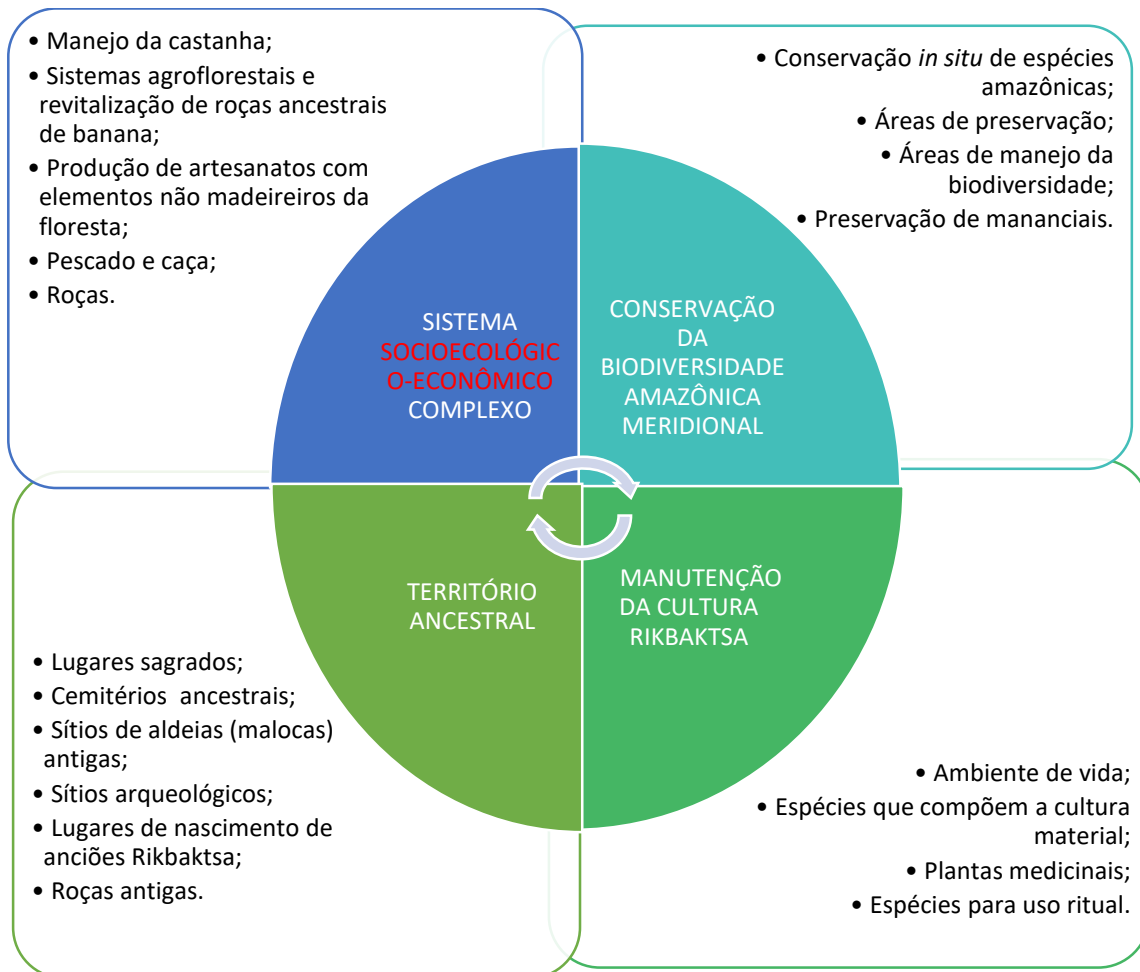 • Manejo da castanha;
• Sistemas agroflorestais e
revitalização de roças ancestrais
de banana;
• Produção de artesanatos com
elementos não madeireiros da
floresta;
• Pescado e caça;
• Roças.
• Conservação in situ de espécies
amazônicas;
• Áreas de preservação;
• Áreas de manejo da
biodiversidade;
• Preservação de mananciais.
SISTEMA
SOCIOECOLÓGIC
O-ECONÔMICO
COMPLEXO
CONSERVAÇÃO
DA
BIODIVERSIDADE
AMAZÔNICA
MERIDIONAL
TERRITÓRIO
ANCESTRAL
MANUTENÇÃO
DA CULTURA
RIKBAKTSA
• Lugares sagrados;
• Cemitérios ancestrais;
• Sítios de aldeias (malocas)
antigas;
• Sítios arqueológicos;
• Lugares de nascimento de
anciões Rikbaktsa;
• Roças antigas.
• Ambiente de vida;
• Espécies que compõem a cultura
material;
• Plantas medicinais;
• Espécies para uso ritual.